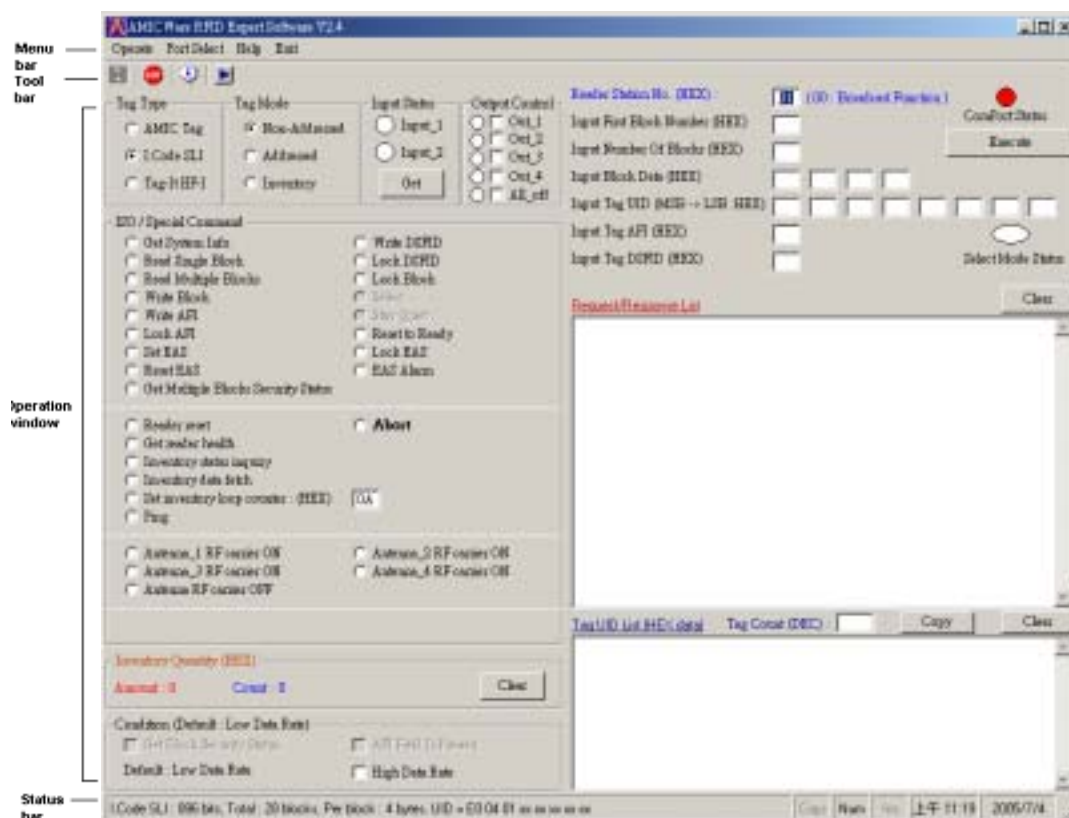 AMIC Ware RFID Expert Software V2.4
Menu bar
Operate Port Select Help Exit
Tool bar
Tag Type
AMIC Tag
I.Code SLI
Tag-It HF-I
Tag Mode
Non-Addressed
Addressed
Inventory
Input Status
Input_1
Input_2
Get
Output Control
Out_1
Out_2
Out_3
Out_4
All_off
Reader Station No. (HEX) :
(00 : Broadcast Function)
ComPort Status
Execute
Input First Block Number (HEX)
Input Number Of Blocks (HEX)
Input Block Data (HEX)
Input Tag UID (MSB -> LSB HEX)
Input Tag AFI (HEX)
Input Tag DSFID (HEX)
Select Mode Status
Operation window
ISO / Special Command
Get System Info
Read Single Block
Read Multiple Blocks
Write Block
Write AFI
Lock AFI
Set EAS
Reset EAS
Get Multiple Blocks Security Status
Write DSFID
Lock DSFID
Lock Block
Select
Stay Quiet
Reset to Ready
Lock EAS
EAS Alarm
Reader reset
Abort
Get reader health
Inventory status inquiry
Inventory data fetch
Set inventory loop counter : (HEX) 0A
Ping
Antenna_1 RF carrier ON
Antenna_2 RF carrier ON
Antenna_3 RF carrier ON
Antenna_4 RF carrier ON
Antenna RF carrier OFF
Request/Response List
Clear
Tag UID List (HEX data) Tag Count (DEC) : Copy Clear
Inventory Quantity (HEX)
Amount : 0 Count : 0 Clear
Condition (Default : Low Data Rate)
Get Block Security Status
AFI Field Is Present
Default : Low Data Rate
High Data Rate
Status bar
I.Code SLI : 896 bits, Total : 28 blocks, Per block : 4 bytes, UID = E0 04 01 xx xx xx xx xx
Caps Num Ins 上午 11:19 2005/7/4